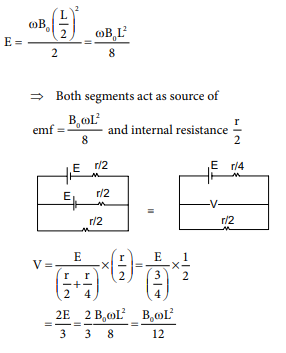 E = ωB₀(L/2)²/2 = ωB₀L²/8
⇒ Both segments act as source of
emf = B₀ωL²/8 and internal resistance r/2
E r/2
E r/2
r/2
=
E r/4
V
r/2
V = E/(r/2 + r/4) × (r/2) = E/(3/4) × 1/2
= 2E/3 = 2/3 B₀ωL²/8 = B₀ωL²/12